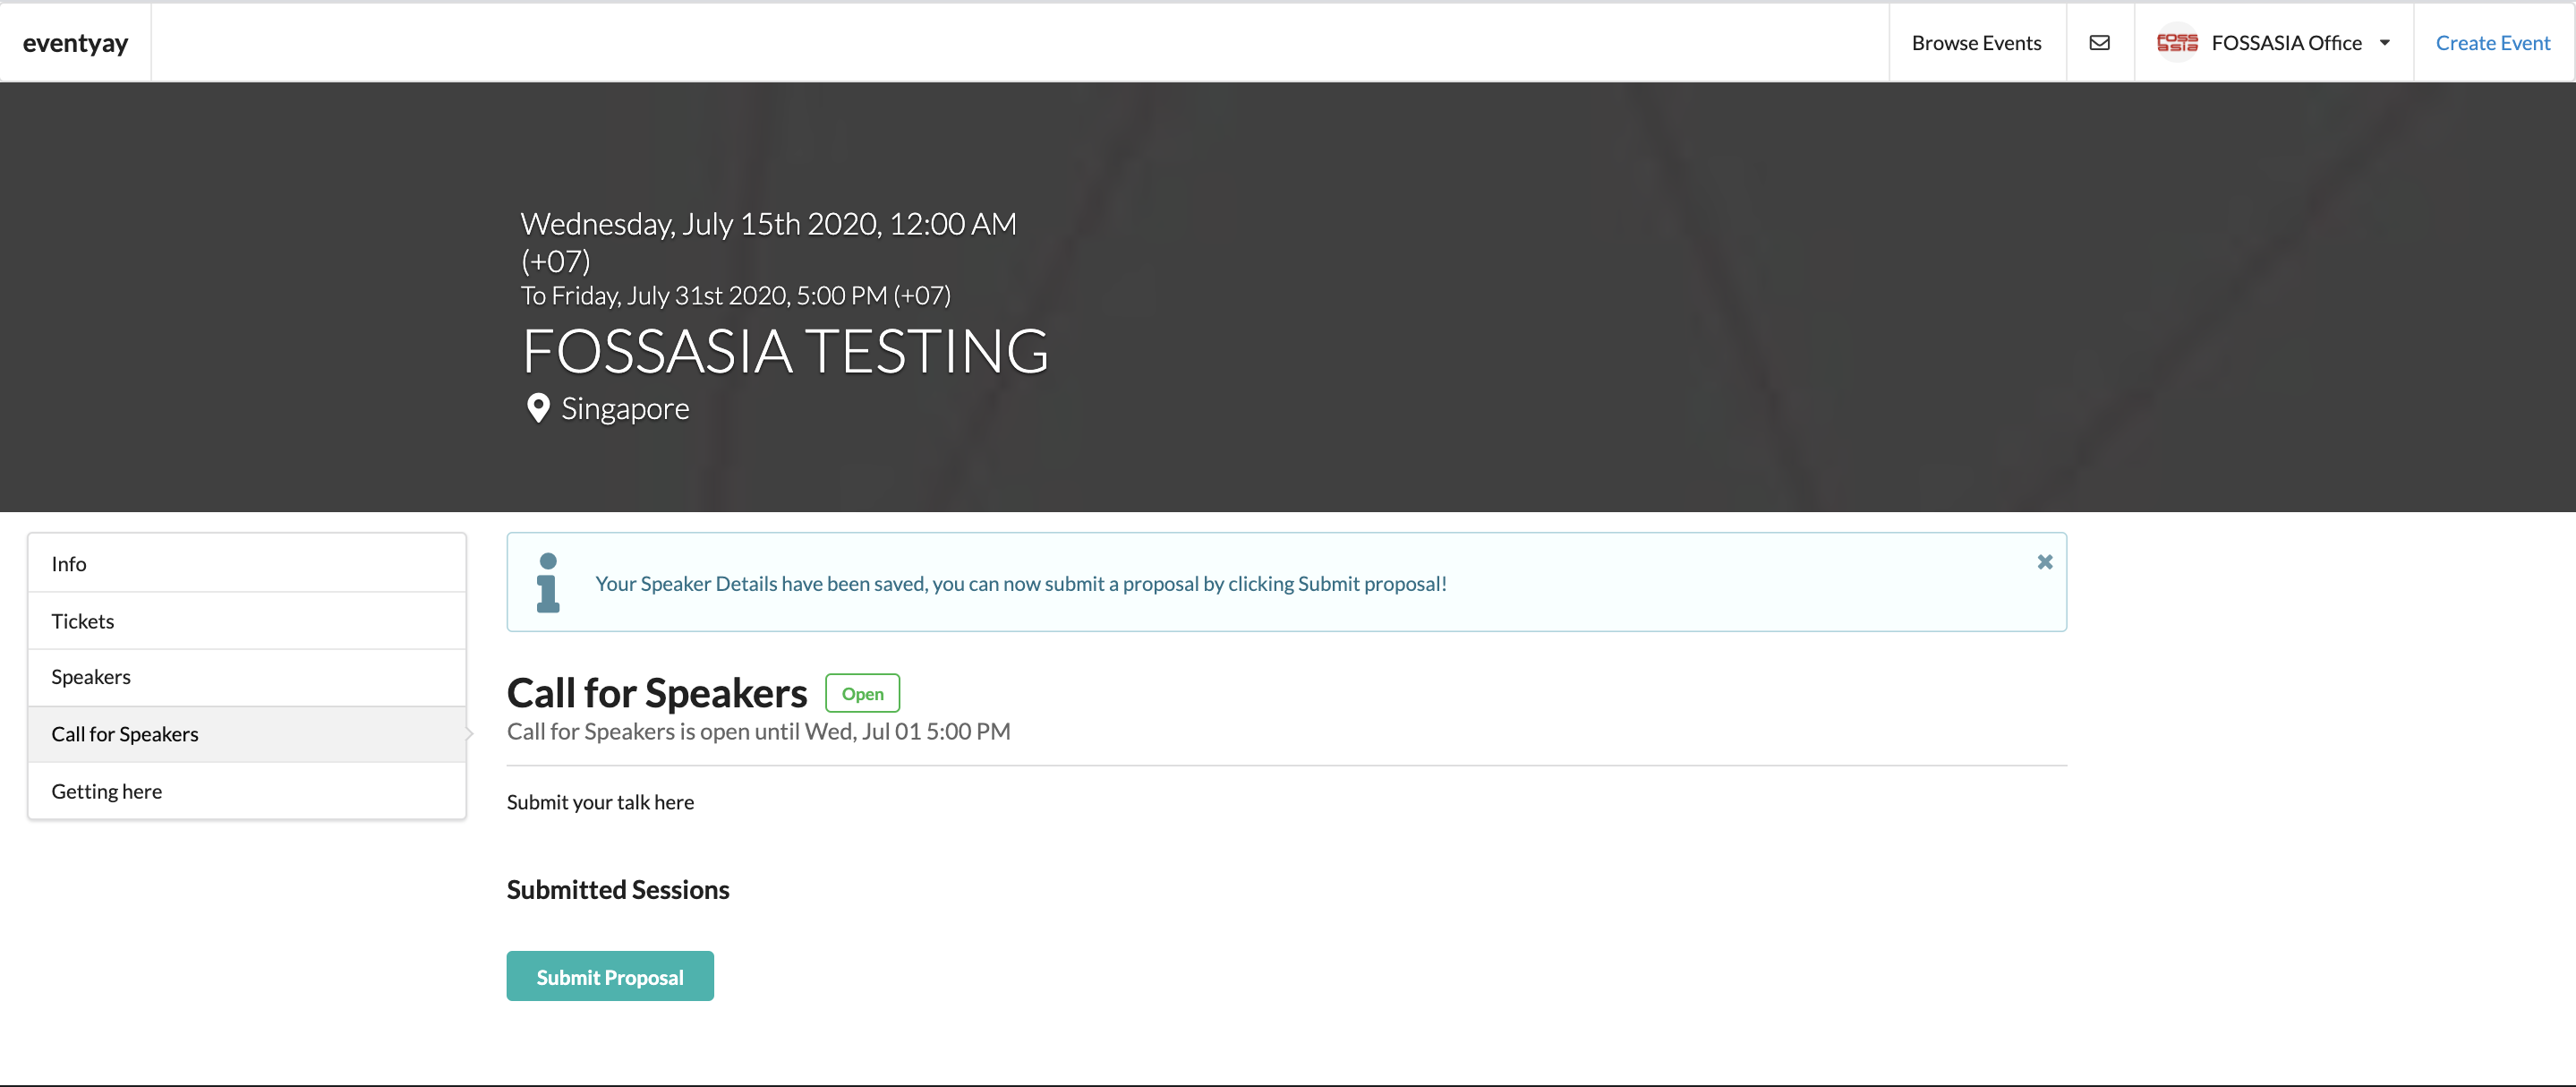 eventyay
Browse Events
FOSS
ASIA
FOSSASIA Office
Create Event
Wednesday, July 15th 2020, 12:00 AM
(+07)
To Friday, July 31st 2020, 5:00 PM (+07)
FOSSASIA TESTING
Singapore
Info
Tickets
Speakers
Call for Speakers
Getting here
Your Speaker Details have been saved, you can now submit a proposal by clicking Submit proposal!
Call for Speakers
Open
Call for Speakers is open until Wed, Jul 01 5:00 PM
Submit your talk here
Submitted Sessions
Submit Proposal